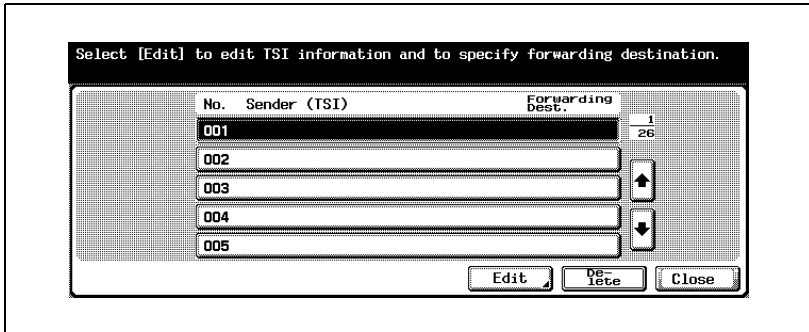 Select [Edit] to edit TSI information and to specify forwarding destination.
No. Sender (TSI) Forwarding
Dest.
001
1
26
002
003
004
005
Edit
De-
lete
Close